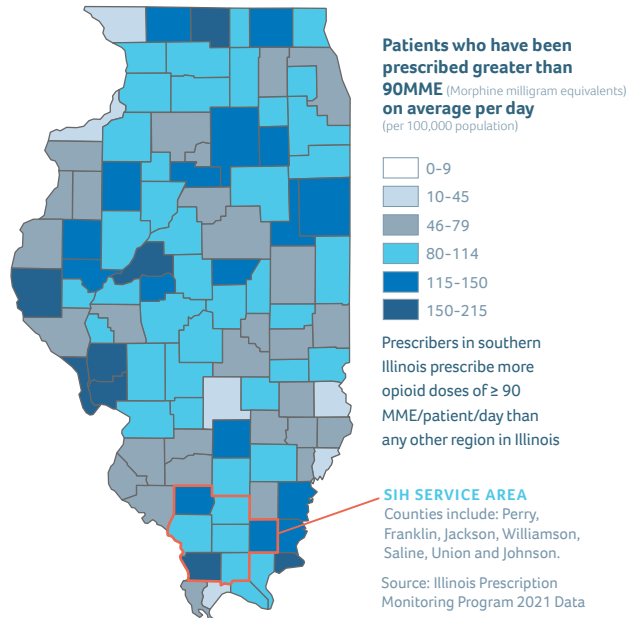 Patients who have been
prescribed greater than
90MME (Morphine milligram equivalents)
on average per day
(per 100,000 population)
0-9
10-45
46-79
80-114
115-150
150-215
Prescribers in southern
Illinois prescribe more
opioid doses of ≥ 90
MME/patient/day than
any other region in Illinois
SIH SERVICE AREA
Counties include: Perry,
Franklin, Jackson, Williamson,
Saline, Union and Johnson.
Source: Illinois Prescription
Monitoring Program 2021 Data